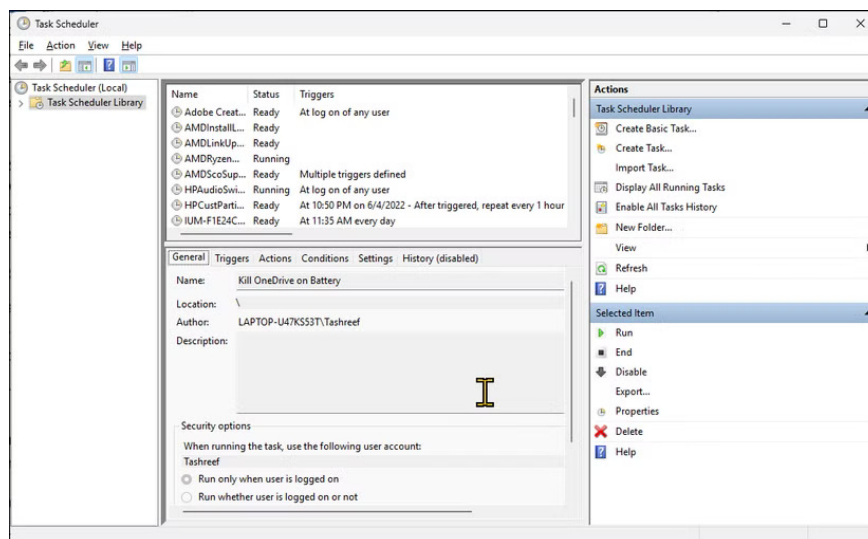 Task Scheduler
File Action View Help
Task Scheduler (Local)
Task Scheduler Library
Name Status Triggers
Adobe Creat... Ready At log on of any user
AMDInstallL... Ready
AMDLinkUp... Ready
AMDRyzen... Running
AMDScoSup... Ready Multiple triggers defined
HPAudioSwi... Running At log on of any user
HPCustParti... Ready At 10:50 PM on 6/4/2022 - After triggered, repeat every 1 hour
IUM-F1E24C... Ready At 11:35 AM every day
General Triggers Actions Conditions Settings History (disabled)
Name: Kill OneDrive on Battery
Location: \
Author: LAPTOP-U47KS53T\Tashreef
Description:
Security options
When running the task, use the following user account:
Tashreef
Run only when user is logged on
Run whether user is logged on or not
Actions
Task Scheduler Library
Create Basic Task...
Create Task...
Import Task...
Display All Running Tasks
Enable All Tasks History
New Folder...
View
Refresh
Help
Selected Item
Run
End
Disable
Export...
Properties
Delete
Help